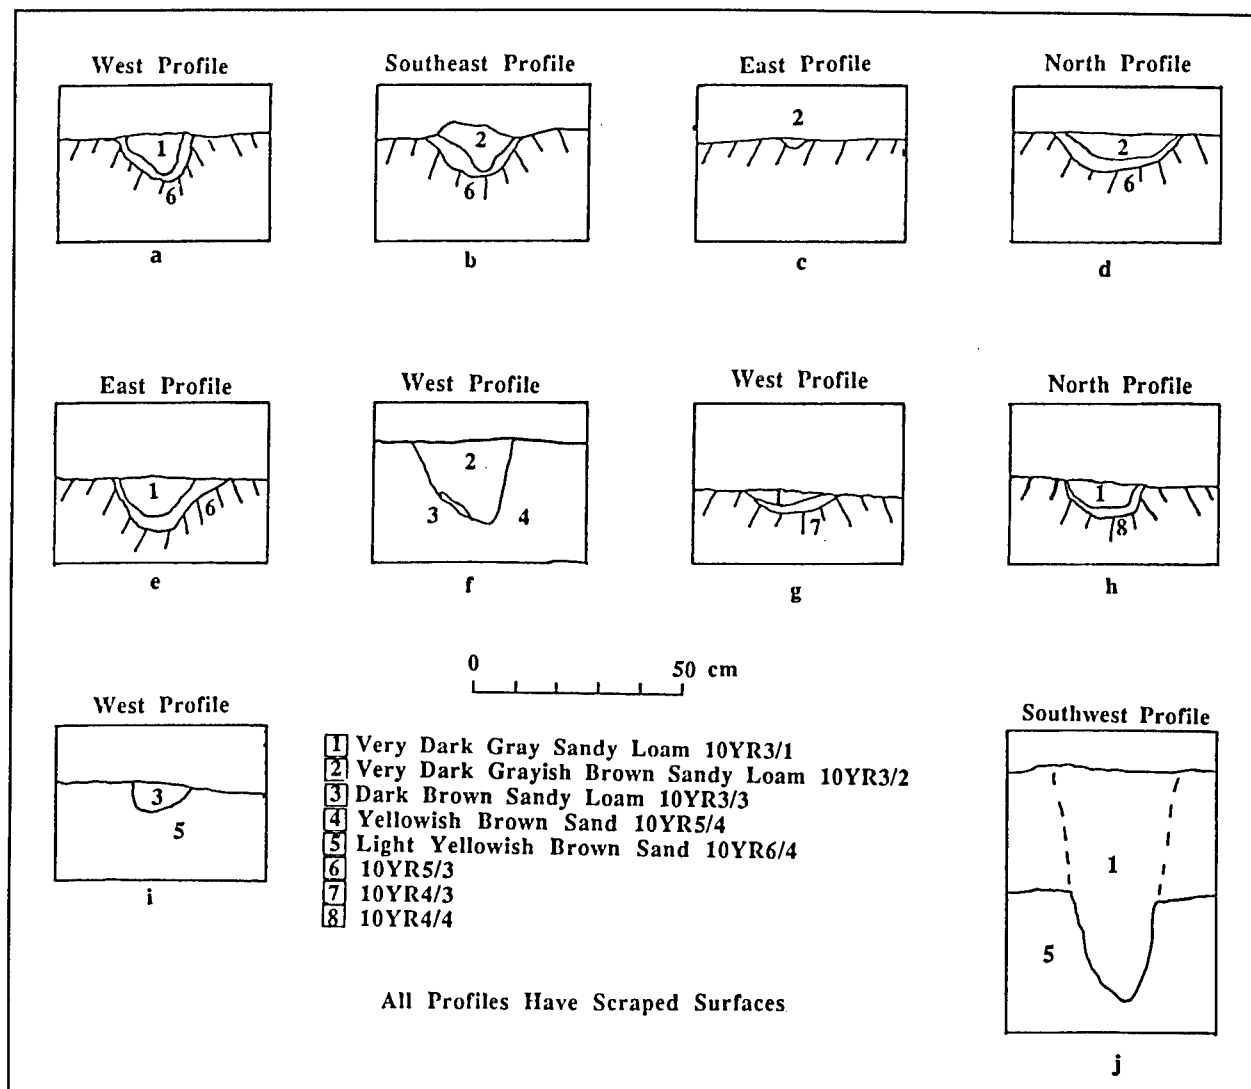 West Profile
Southeast Profile
East Profile
North Profile
1
6
a
2
6
b
2
c
2
6
d
East Profile
West Profile
West Profile
North Profile
1
6
e
2
3
4
f
1
7
g
1
8
h
0 50 cm
West Profile
3
5
i
1 Very Dark Gray Sandy Loam 10YR3/1
2 Very Dark Grayish Brown Sandy Loam 10YR3/2
3 Dark Brown Sandy Loam 10YR3/3
4 Yellowish Brown Sand 10YR5/4
5 Light Yellowish Brown Sand 10YR6/4
6 10YR5/3
7 10YR4/3
8 10YR4/4
All Profiles Have Scraped Surfaces
Southwest Profile
1
5
j